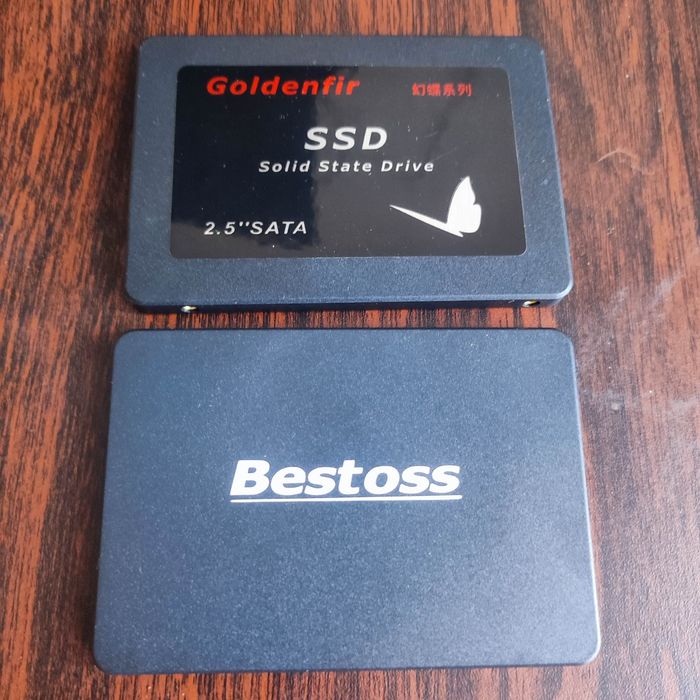 Goldenfir 幻蝶系列
SSD
Solid State Drive
2.5''SATA
Bestoss